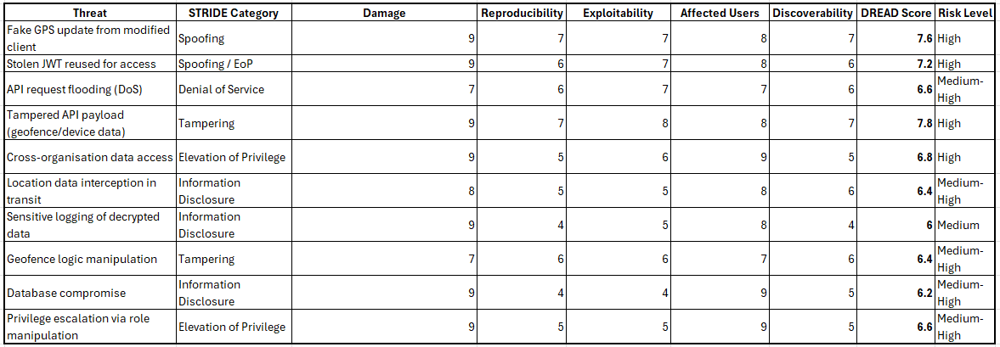 Threat STRIDE Category Damage Reproducibility Exploitability Affected Users Discoverability DREAD Score Risk Level
Fake GPS update from modified
client Spoofing 9 7 7 8 7 7.6 High
Stolen JWT reused for access Spoofing / EoP 9 6 7 8 6 7.2 High
API request flooding (DoS) Denial of Service 7 6 7 7 6 6.6 Medium-
High
Tampered API payload
(geofence/device data) Tampering 9 7 8 8 7 7.8 High
Cross-organisation data access Elevation of Privilege 9 5 6 9 5 6.8 High
Location data interception in
transit Information
Disclosure 8 5 5 8 6 6.4 Medium-
High
Sensitive logging of decrypted
data Information
Disclosure 9 4 5 8 4 6 Medium
Geofence logic manipulation Tampering 7 6 6 7 6 6.4 Medium-
High
Database compromise Information
Disclosure 9 4 4 9 5 6.2 Medium-
High
Privilege escalation via role
manipulation Elevation of Privilege 9 5 5 9 5 6.6 Medium-
High